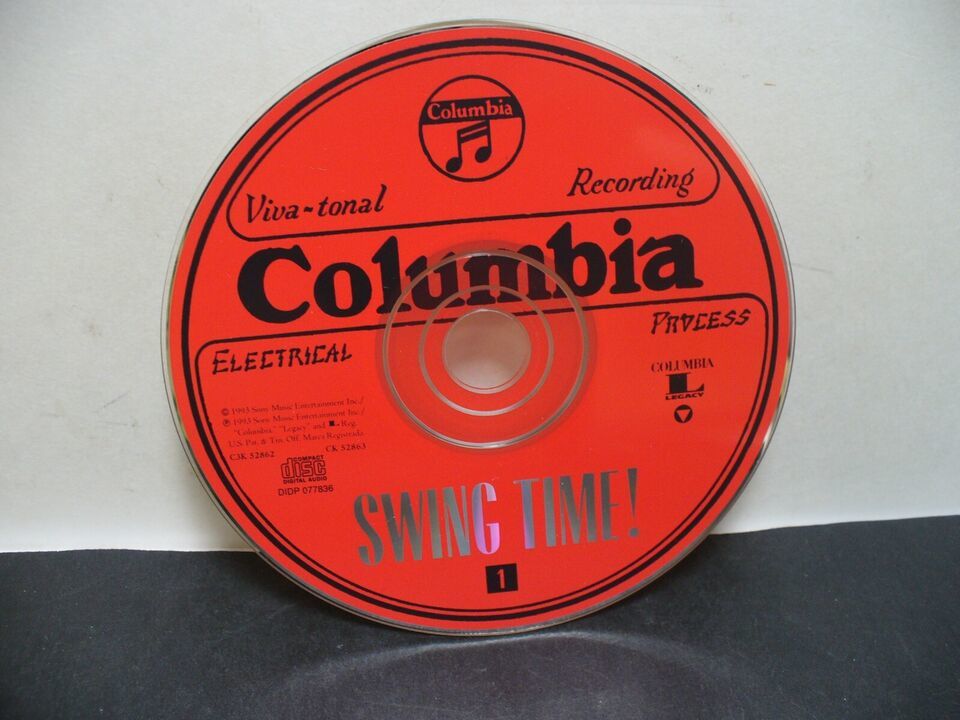 Columbia
Viva-tonal Recording
Columbia
ELECTRICAL PROCESS
COLUMBIA
L
LEGACY
© 1993 Sony Music Entertainment Inc./
℗ 1993 Sony Music Entertainment Inc./
"Columbia," "Legacy" and L Reg.
U.S. Pat. & Tm. Off. Marca Registrada.
C3K 52862 CK 52863
COMPACT
disc
DIGITAL AUDIO
DIDP 077836
SWING TIME!
1